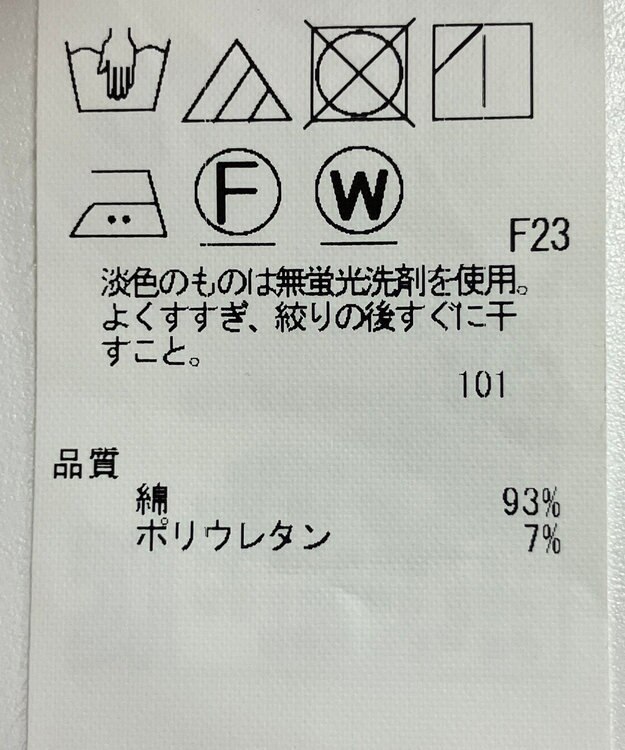 F W
F23
淡色のものは無蛍光洗剤を使用。
よくすすぎ、絞りの後すぐに干
すこと。
101
品質
綿 93%
ポリウレタン 7%